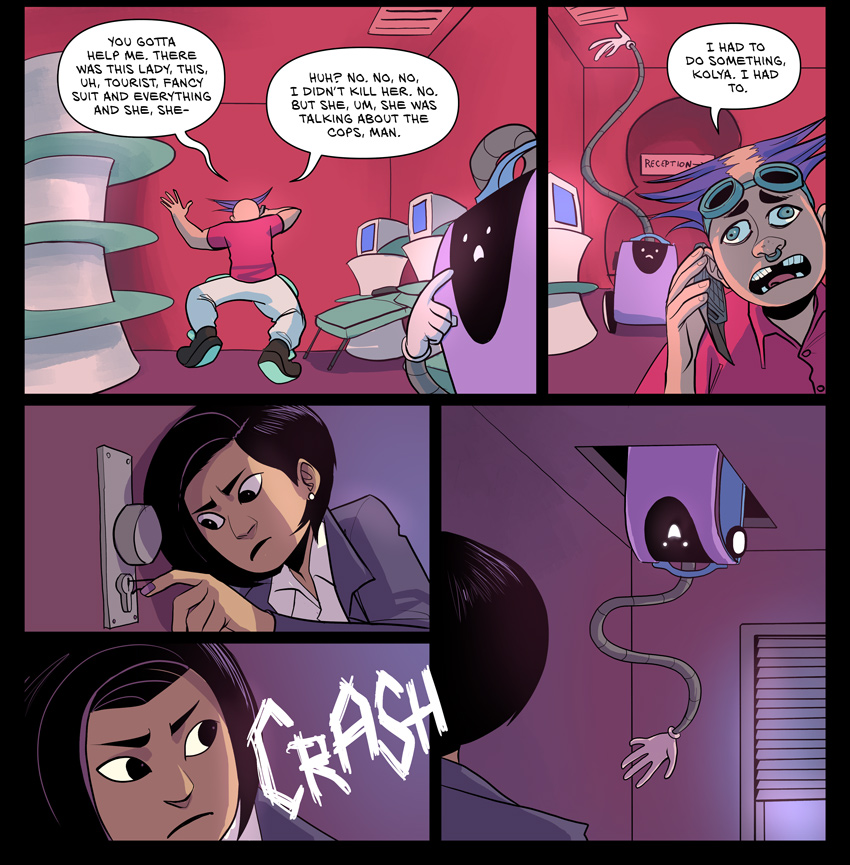 YOU GOTTA
HELP ME. THERE
WAS THIS LADY, THIS,
UH, TOURIST, FANCY
SUIT AND EVERYTHING
AND SHE, SHE-
HUH? NO. NO, NO,
I DIDN'T KILL HER. NO.
BUT SHE, UM, SHE WAS
TALKING ABOUT THE
COPS, MAN.
I HAD TO
DO SOMETHING,
KOLYA. I HAD
TO.
RECEPTION→
CRASH